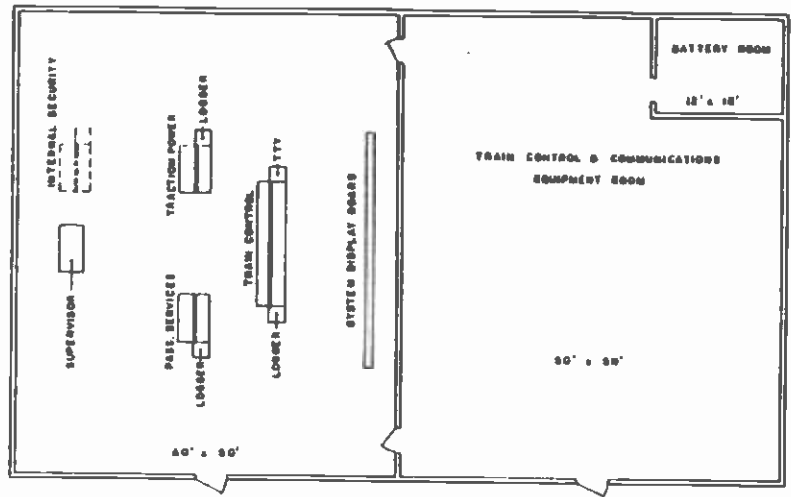 INTERNAL SECURITY
SUPERVISOR
TRACTION POWER
LOGGER
PASS. SERVICES
LOGGER
TRAIN CONTROL
TTY
LOGGER
SYSTEM DISPLAY BOARD
BATTERY ROOM
TRAIN CONTROL & COMMUNICATIONS
EQUIPMENT ROOM